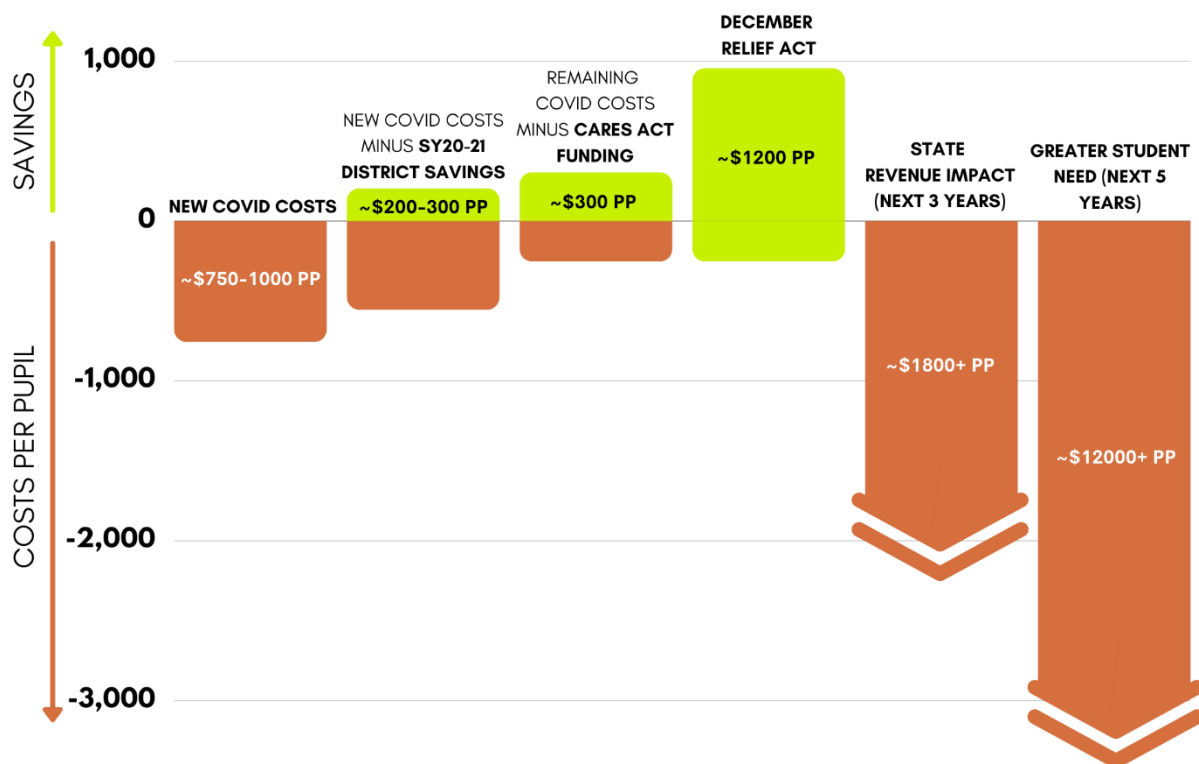 SAVINGS
COSTS PER PUPIL
1,000
0
-1,000
-2,000
-3,000
NEW COVID COSTS
~$750-1000 PP
NEW COVID COSTS
MINUS SY20-21
DISTRICT SAVINGS
~$200-300 PP
REMAINING
COVID COSTS
MINUS CARES ACT
FUNDING
~$300 PP
DECEMBER
RELIEF ACT
~$1200 PP
STATE
REVENUE IMPACT
(NEXT 3 YEARS)
~$1800+ PP
GREATER STUDENT
NEED (NEXT 5
YEARS)
~$12000+ PP